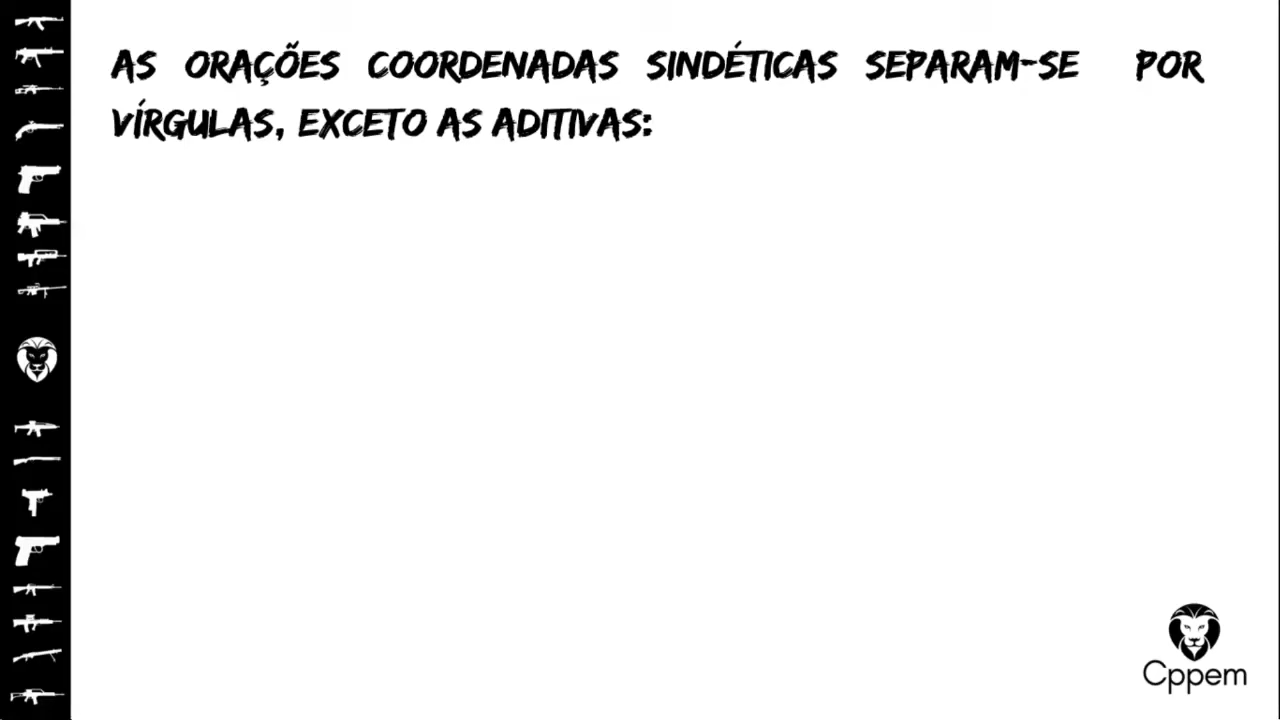 AS ORAÇÕES COORDENADAS SINDÉTICAS SEPARAM-SE POR
VÍRGULAS, EXCETO AS ADITIVAS:
Cppem